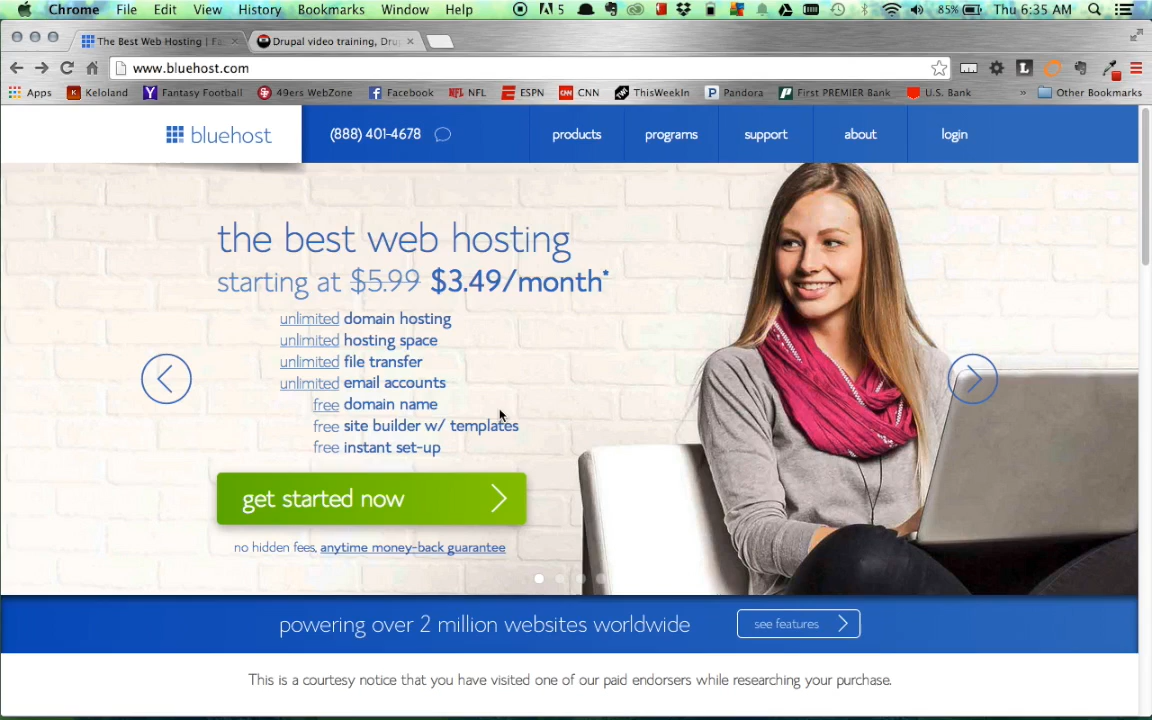 Chrome File Edit View History Bookmarks Window Help 5 85% Thu 6:35 AM
The Best Web Hosting | Fa Drupal video training, Dru
www.bluehost.com
Apps Keloland Fantasy Football 49ers WebZone Facebook NFL ESPN CNN ThisWeekIn Pandora First PREMIER Bank U.S. Bank » Other Bookmarks
bluehost (888) 401-4678 products programs support about login
the best web hosting
starting at $5.99 $3.49/month*
unlimited domain hosting
unlimited hosting space
unlimited file transfer
unlimited email accounts
free domain name
free site builder w/ templates
free instant set-up
get started now
no hidden fees, anytime money-back guarantee
powering over 2 million websites worldwide see features
This is a courtesy notice that you have visited one of our paid endorsers while researching your purchase.